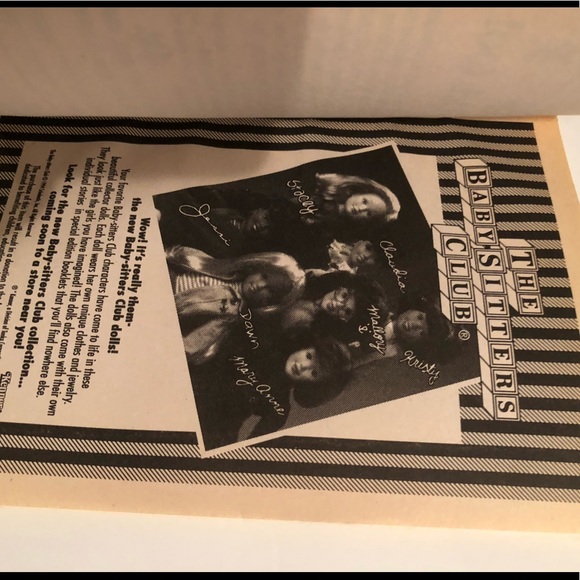 THE
BABY-SITTERS
CLUB®
Stacey
Claudia
Jessi
Mallory
Kristy
Dawn
Mary Anne
Wow! It's really them-
the new Baby-sitters Club dolls!
Your favorite Baby-sitters Club characters have come to life in these
beautiful collector dolls. Each doll wears her own unique clothes and jewelry.
They look just like the girls you have imagined! The dolls also come with their own
individual stories in special edition booklets that you'll find nowhere else.
Look for the new Baby-sitters Club collection...
coming soon to a store near you!
Kenner